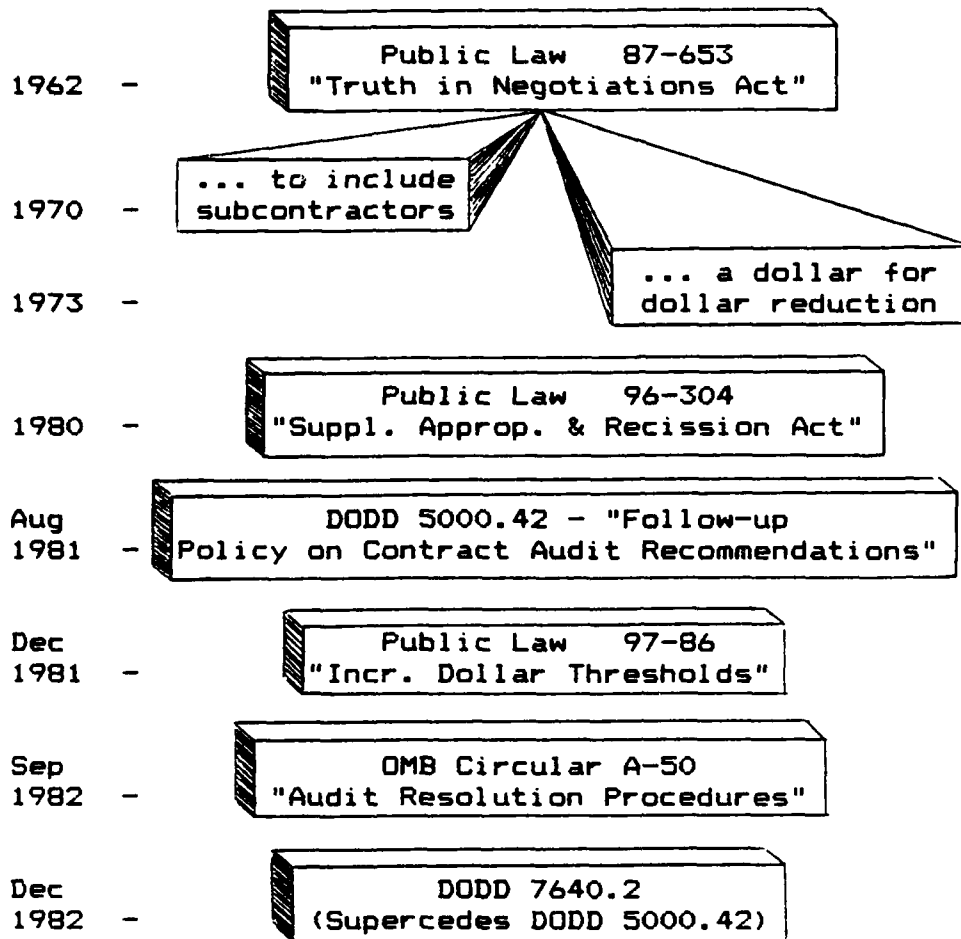 Public Law 87-653
1962 - "Truth in Negotiations Act"
... to include
1970 - subcontractors
... a dollar for
1973 - dollar reduction
Public Law 96-304
1980 - "Suppl. Approp. & Recission Act"
Aug DODD 5000.42 - "Follow-up
1981 - Policy on Contract Audit Recommendations"
Dec Public Law 97-86
1981 - "Incr. Dollar Thresholds"
Sep OMB Circular A-50
1982 - "Audit Resolution Procedures"
Dec DODD 7640.2
1982 - (Supercedes DODD 5000.42)